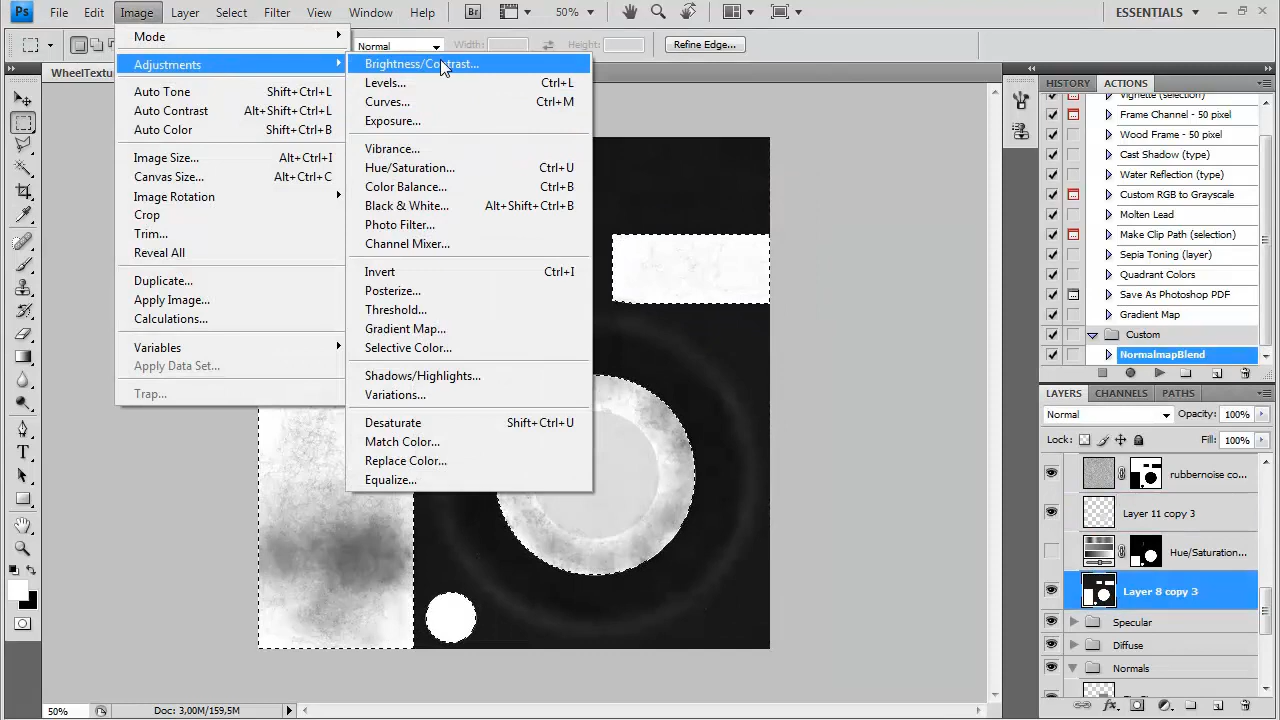 Ps File Edit Image Layer Select Filter View Window Help Br 50% ESSENTIALS
Normal Width: Height: Refine Edge...
WheelTextu
Mode
Adjustments
Auto Tone Shift+Ctrl+L
Auto Contrast Alt+Shift+Ctrl+L
Auto Color Shift+Ctrl+B
Image Size... Alt+Ctrl+I
Canvas Size... Alt+Ctrl+C
Image Rotation
Crop
Trim...
Reveal All
Duplicate...
Apply Image...
Calculations...
Variables
Apply Data Set...
Trap...
Brightness/Contrast...
Levels... Ctrl+L
Curves... Ctrl+M
Exposure...
Vibrance...
Hue/Saturation... Ctrl+U
Color Balance... Ctrl+B
Black & White... Alt+Shift+Ctrl+B
Photo Filter...
Channel Mixer...
Invert Ctrl+I
Posterize...
Threshold...
Gradient Map...
Selective Color...
Shadows/Highlights...
Variations...
Desaturate Shift+Ctrl+U
Match Color...
Replace Color...
Equalize...
HISTORY ACTIONS
Vignette (selection)
Frame Channel - 50 pixel
Wood Frame - 50 pixel
Cast Shadow (type)
Water Reflection (type)
Custom RGB to Grayscale
Molten Lead
Make Clip Path (selection)
Sepia Toning (layer)
Quadrant Colors
Save As Photoshop PDF
Gradient Map
Custom
NormalmapBlend
LAYERS CHANNELS PATHS
Normal Opacity: 100%
Lock: Fill: 100%
rubbernoise co...
Layer 11 copy 3
Hue/Saturation...
Layer 8 copy 3
Specular
Diffuse
Normals
50% Doc: 3,00M/159,5M